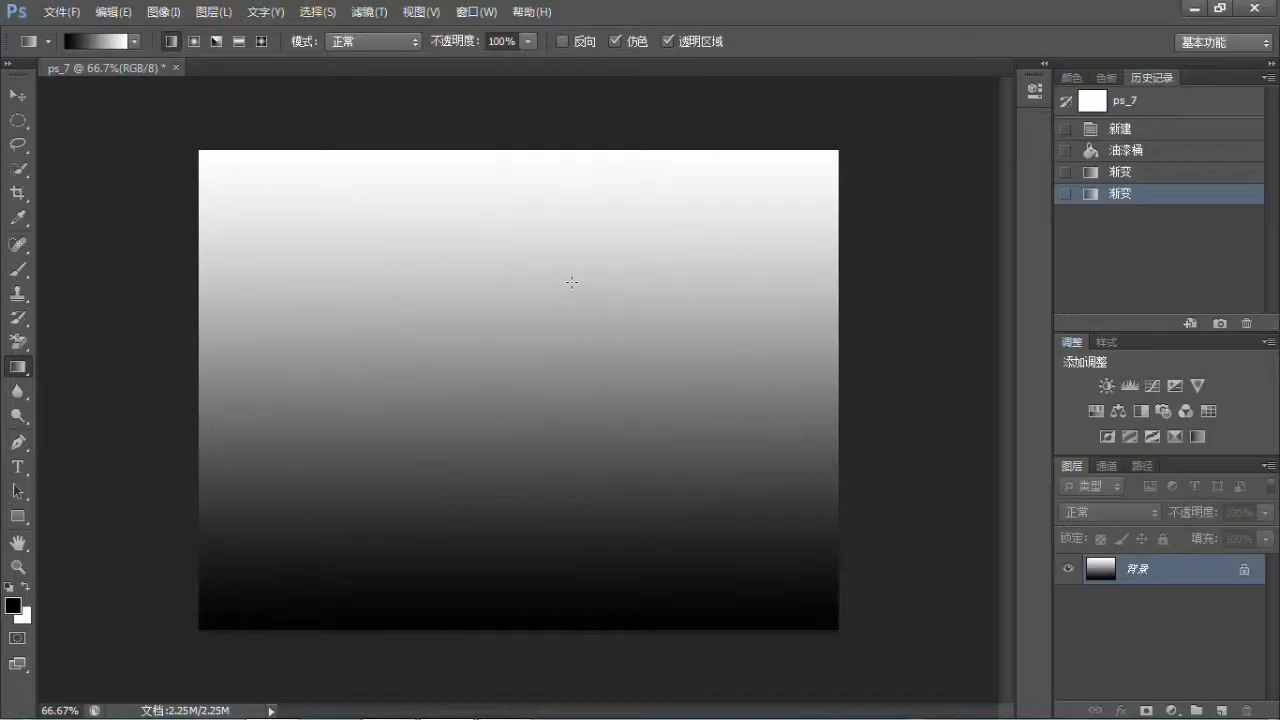 Ps 文件(F) 编辑(E) 图像(I) 图层(L) 文字(Y) 选择(S) 滤镜(T) 视图(V) 窗口(W) 帮助(H)
模式: 正常 不透明度: 100% 反向 仿色 透明区域 基本功能
ps_7 @ 66.7%(RGB/8) * ×
颜色 色板 历史记录
ps_7
新建
油漆桶
渐变
渐变
调整 样式
添加调整
图层 通道 路径
类型
正常 不透明度: 100%
锁定: 填充: 100%
背景
66.67% 文档:2.25M/2.25M